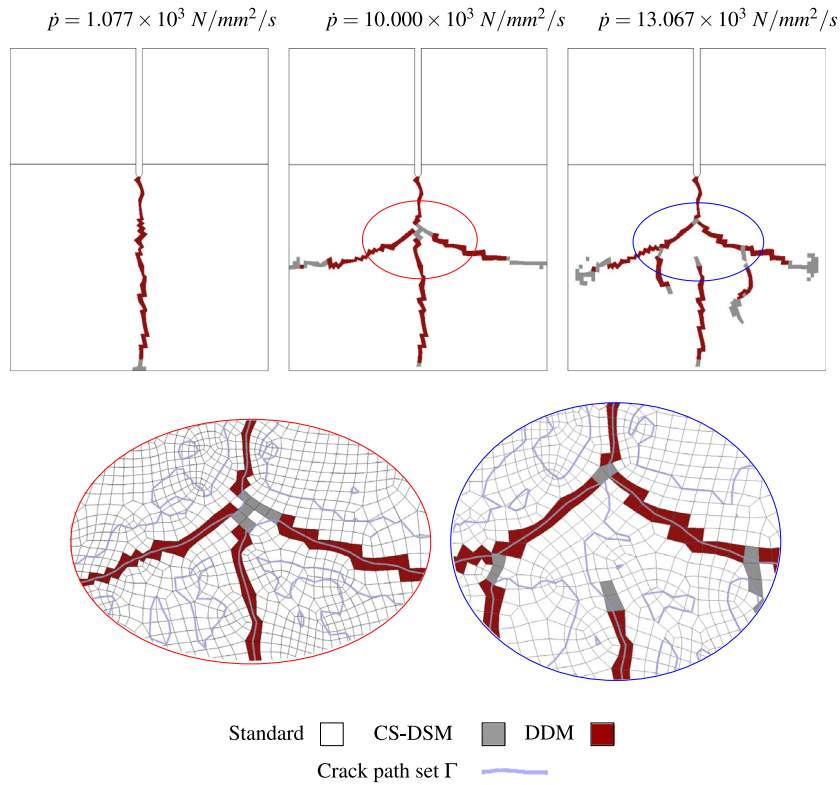 ṗ = 1.077 × 10³ N/mm²/s ṗ = 10.000 × 10³ N/mm²/s ṗ = 13.067 × 10³ N/mm²/s
Standard CS-DSM DDM
Crack path set Γ